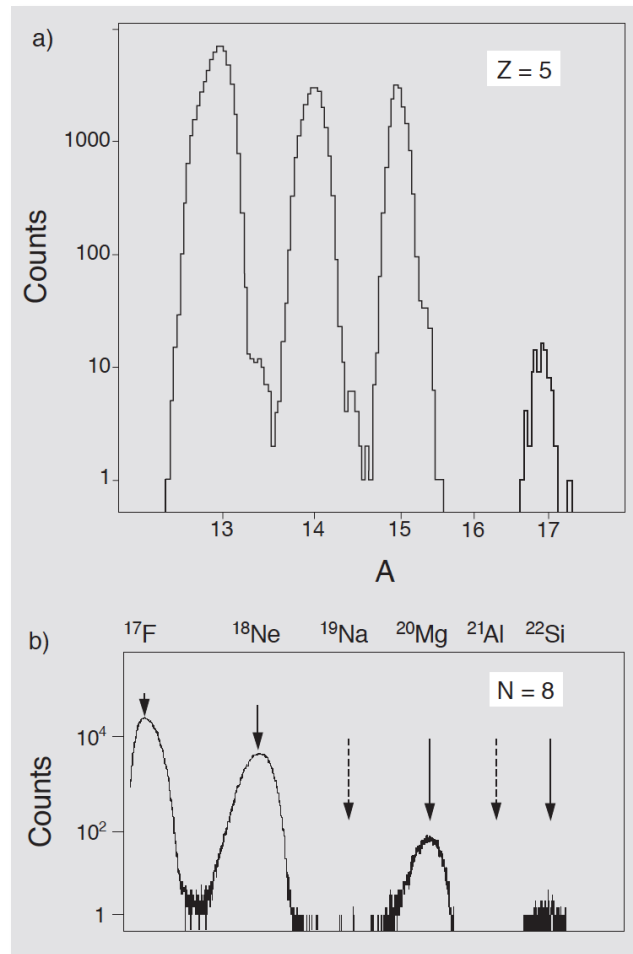 a)
Z = 5
1000
100
10
1
Counts
13 14 15 16 17
A
b)
¹⁷F ¹⁸Ne ¹⁹Na ²⁰Mg ²¹Al ²²Si
N = 8
10⁴
10²
1
Counts